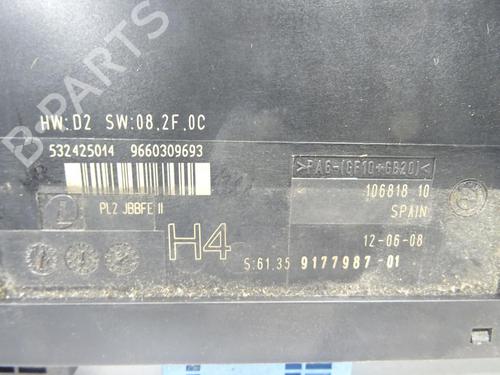 B-PARTS
HW:D2 SW:08.2F.0C
532425014 9660309693
PL2 JBBFE II
H4
>PA6-(GF10+GB20)<
106818 10
SPAIN
12-06-08
S:61.35 9177987-01